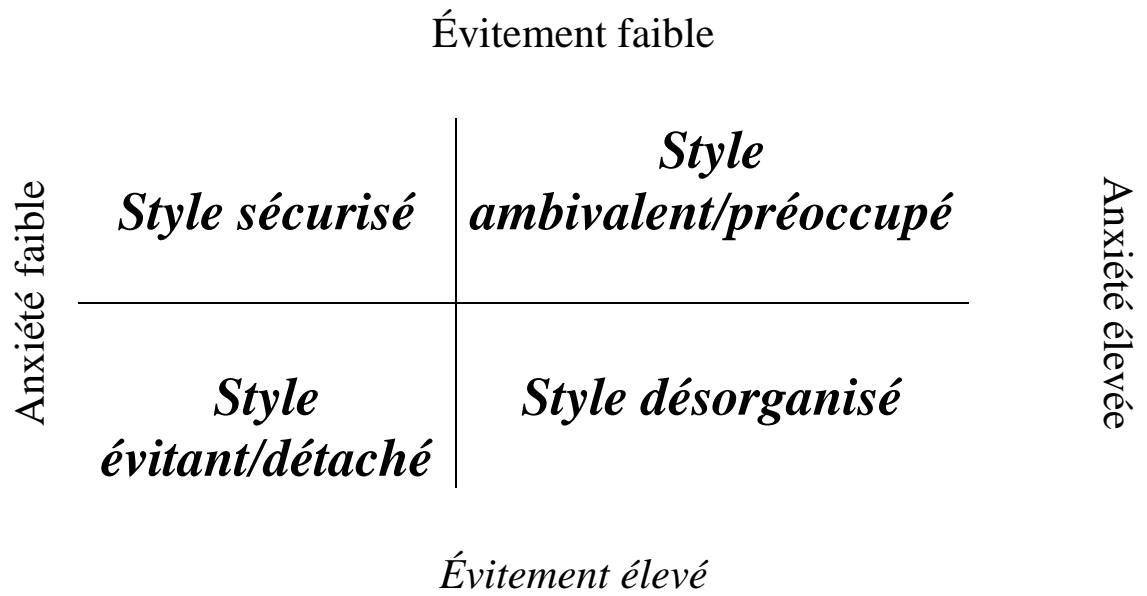 Évitement faible
Style
Style sécurisé
ambivalent/préoccupé
Anxiété faible
Anxiété élevée
Style
évitant/détaché
Style désorganisé
Évitement élevé